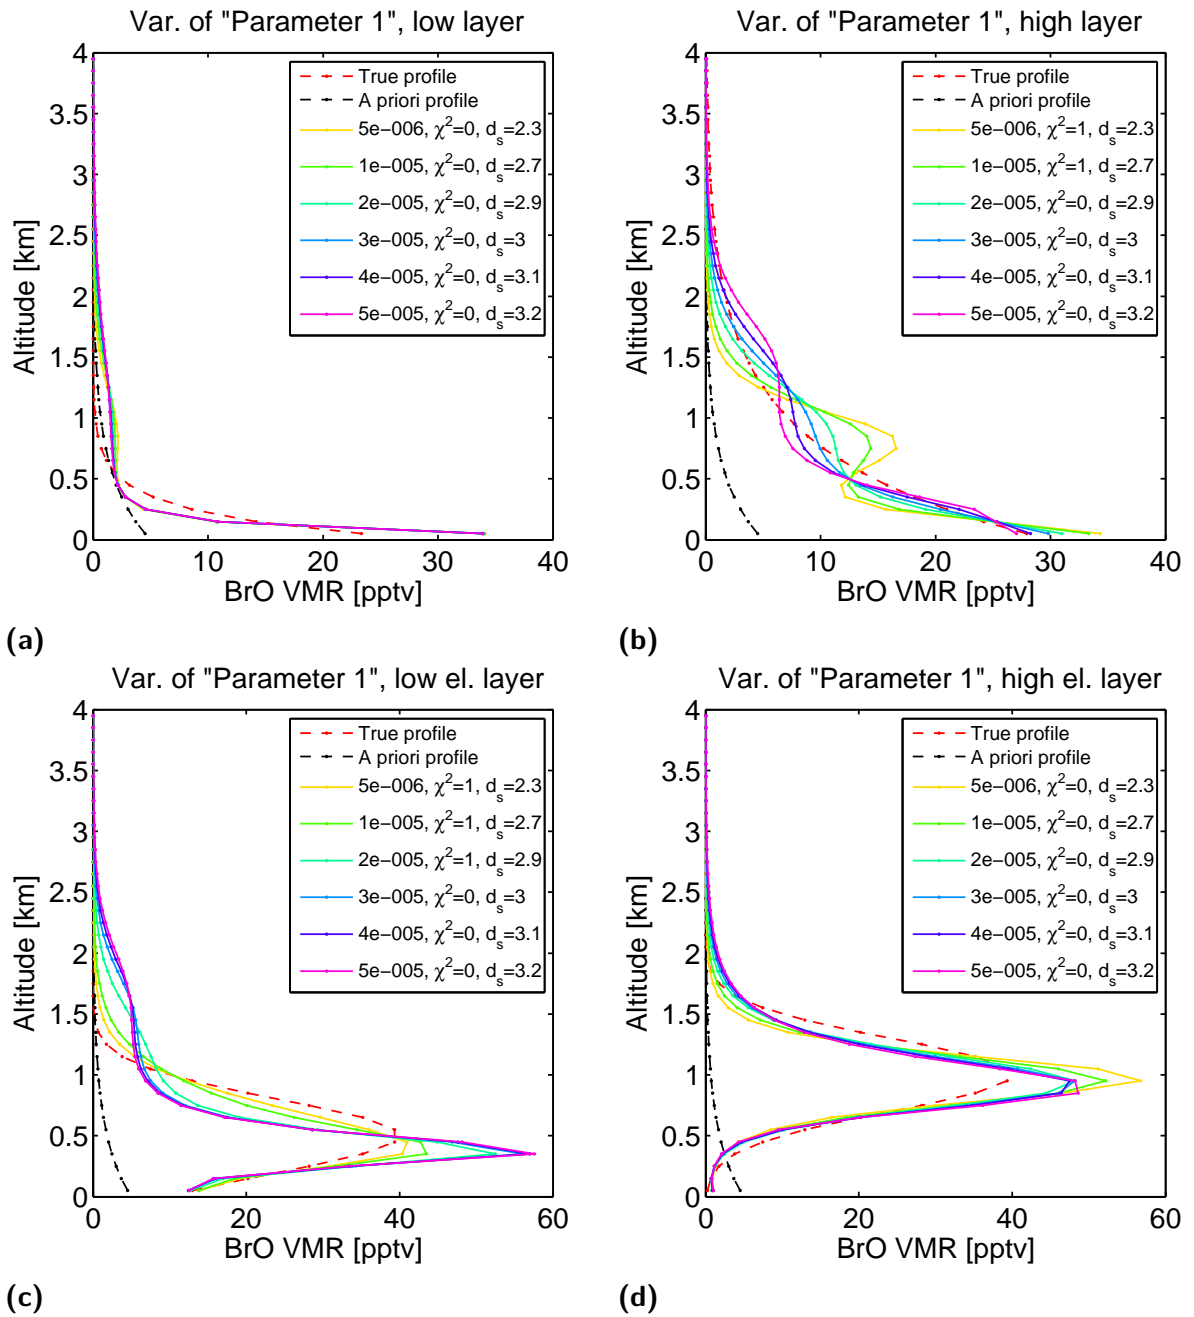 Var. of "Parameter 1", low layer
4
3.5
3
2.5
2
1.5
1
0.5
0
Altitude [km]
True profile
A priori profile
5e−006, χ²=0, dₛ=2.3
1e−005, χ²=0, dₛ=2.7
2e−005, χ²=0, dₛ=2.9
3e−005, χ²=0, dₛ=3
4e−005, χ²=0, dₛ=3.1
5e−005, χ²=0, dₛ=3.2
0 10 20 30 40
BrO VMR [pptv]
(a)
Var. of "Parameter 1", high layer
4
3.5
3
2.5
2
1.5
1
0.5
0
Altitude [km]
True profile
A priori profile
5e−006, χ²=1, dₛ=2.3
1e−005, χ²=1, dₛ=2.7
2e−005, χ²=0, dₛ=2.9
3e−005, χ²=0, dₛ=3
4e−005, χ²=0, dₛ=3.1
5e−005, χ²=0, dₛ=3.2
0 10 20 30 40
BrO VMR [pptv]
(b)
Var. of "Parameter 1", low el. layer
4
3.5
3
2.5
2
1.5
1
0.5
0
Altitude [km]
True profile
A priori profile
5e−006, χ²=1, dₛ=2.3
1e−005, χ²=1, dₛ=2.7
2e−005, χ²=1, dₛ=2.9
3e−005, χ²=0, dₛ=3
4e−005, χ²=0, dₛ=3.1
5e−005, χ²=0, dₛ=3.2
0 20 40 60
BrO VMR [pptv]
(c)
Var. of "Parameter 1", high el. layer
4
3.5
3
2.5
2
1.5
1
0.5
0
Altitude [km]
True profile
A priori profile
5e−006, χ²=0, dₛ=2.3
1e−005, χ²=0, dₛ=2.7
2e−005, χ²=0, dₛ=2.9
3e−005, χ²=0, dₛ=3
4e−005, χ²=0, dₛ=3.1
5e−005, χ²=0, dₛ=3.2
0 20 40 60
BrO VMR [pptv]
(d)